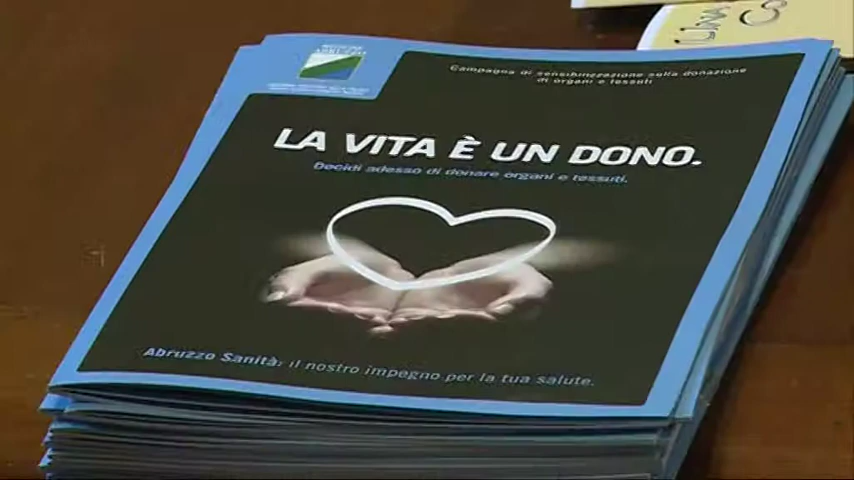 ABRUZZO
Campagna di sensibilizzazione sulla donazione
di organi e tessuti
LA VITA È UN DONO.
Decidi adesso di donare organi e tessuti.
Abruzzo Sanità: il nostro impegno per la tua salute.